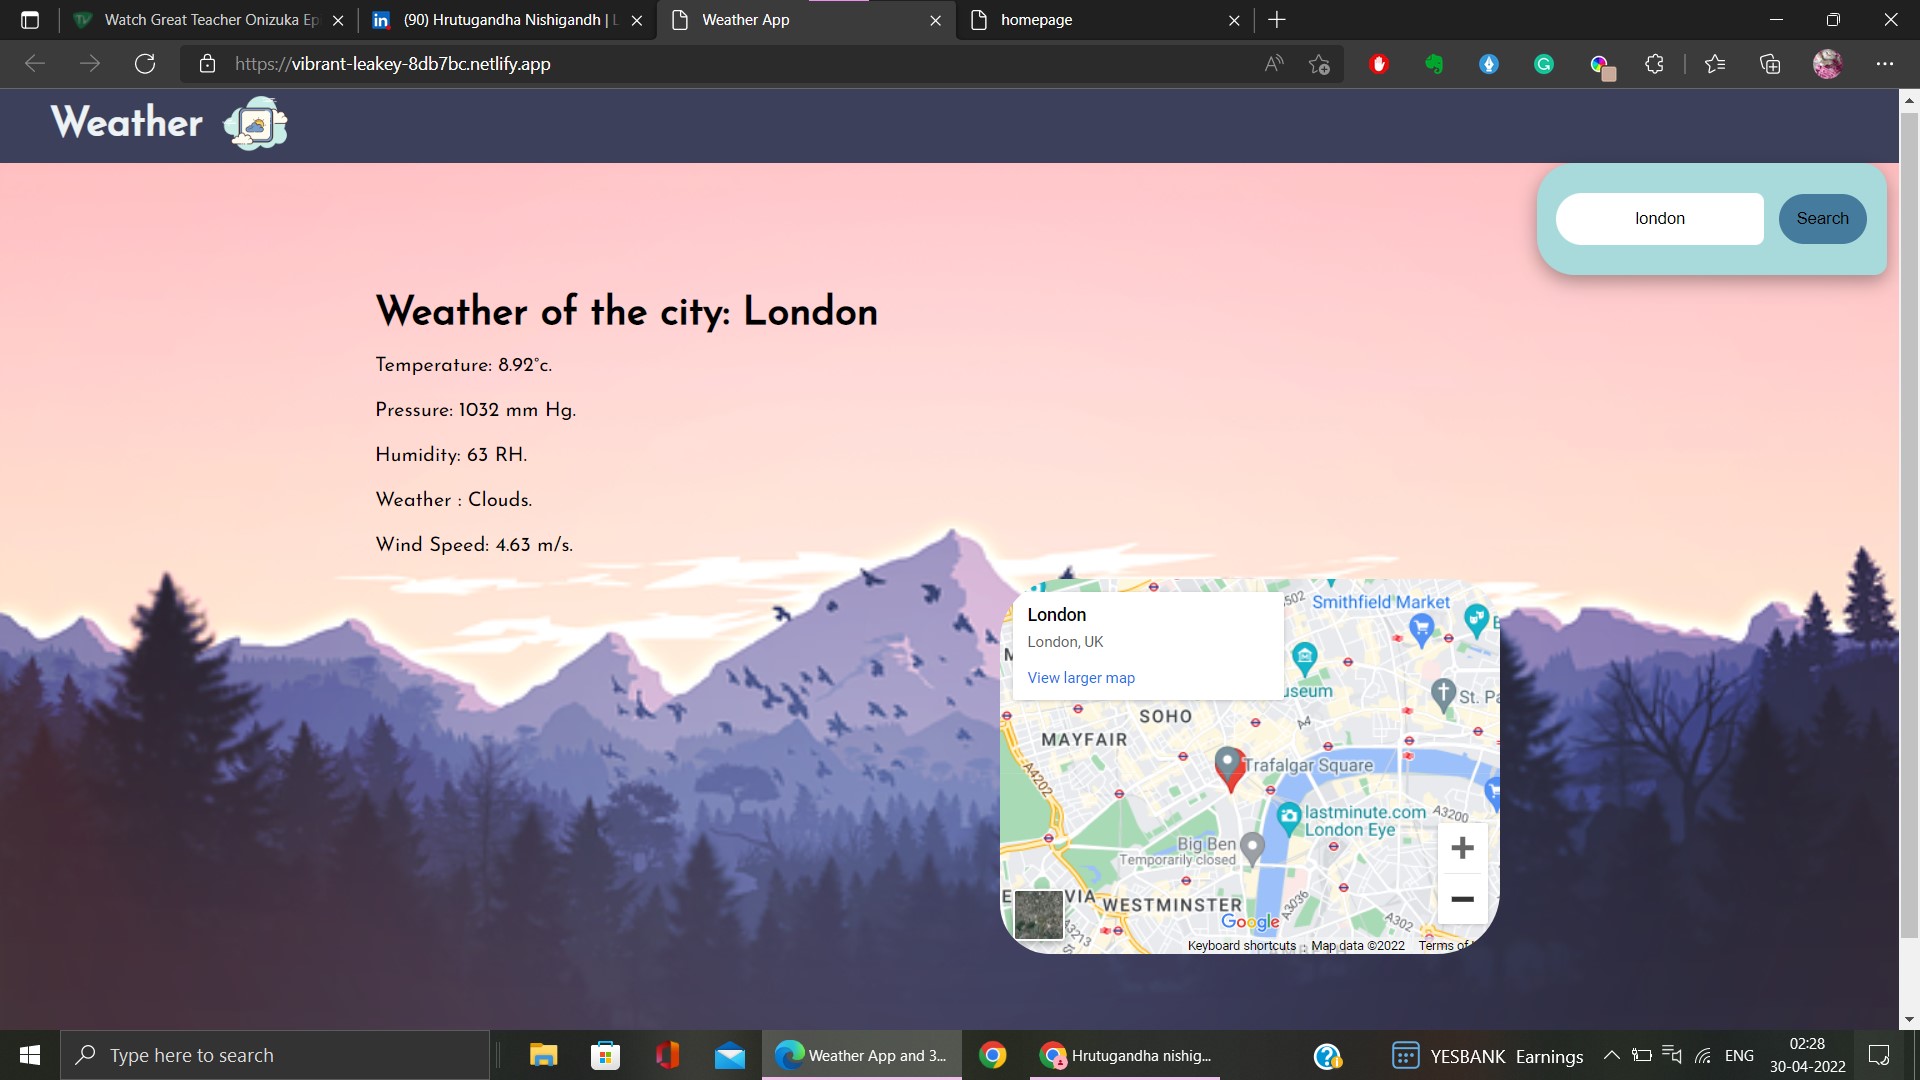 Watch Great Teacher Onizuka Ep
(90) Hrutugandha Nishigandh | L
Weather App
homepage
https://vibrant-leakey-8db7bc.netlify.app
Weather
london
Search
Weather of the city: London
Temperature: 8.92°c.
Pressure: 1032 mm Hg.
Humidity: 63 RH.
Weather : Clouds.
Wind Speed: 4.63 m/s.
London
London, UK
View larger map
502
Smithfield Market
useum
St. Pa
SOHO
A4
MAYFAIR
A4202
Trafalgar Square
lastminute.com
London Eye
A3200
Big Ben
Temporarily closed
VIA
WESTMINSTER
A3036
A302
A3213
Google
Keyboard shortcuts
Map data ©2022
Terms of
Type here to search
Weather App and 3...
Hrutugandha nishig...
YESBANK Earnings
ENG
02:28
30-04-2022